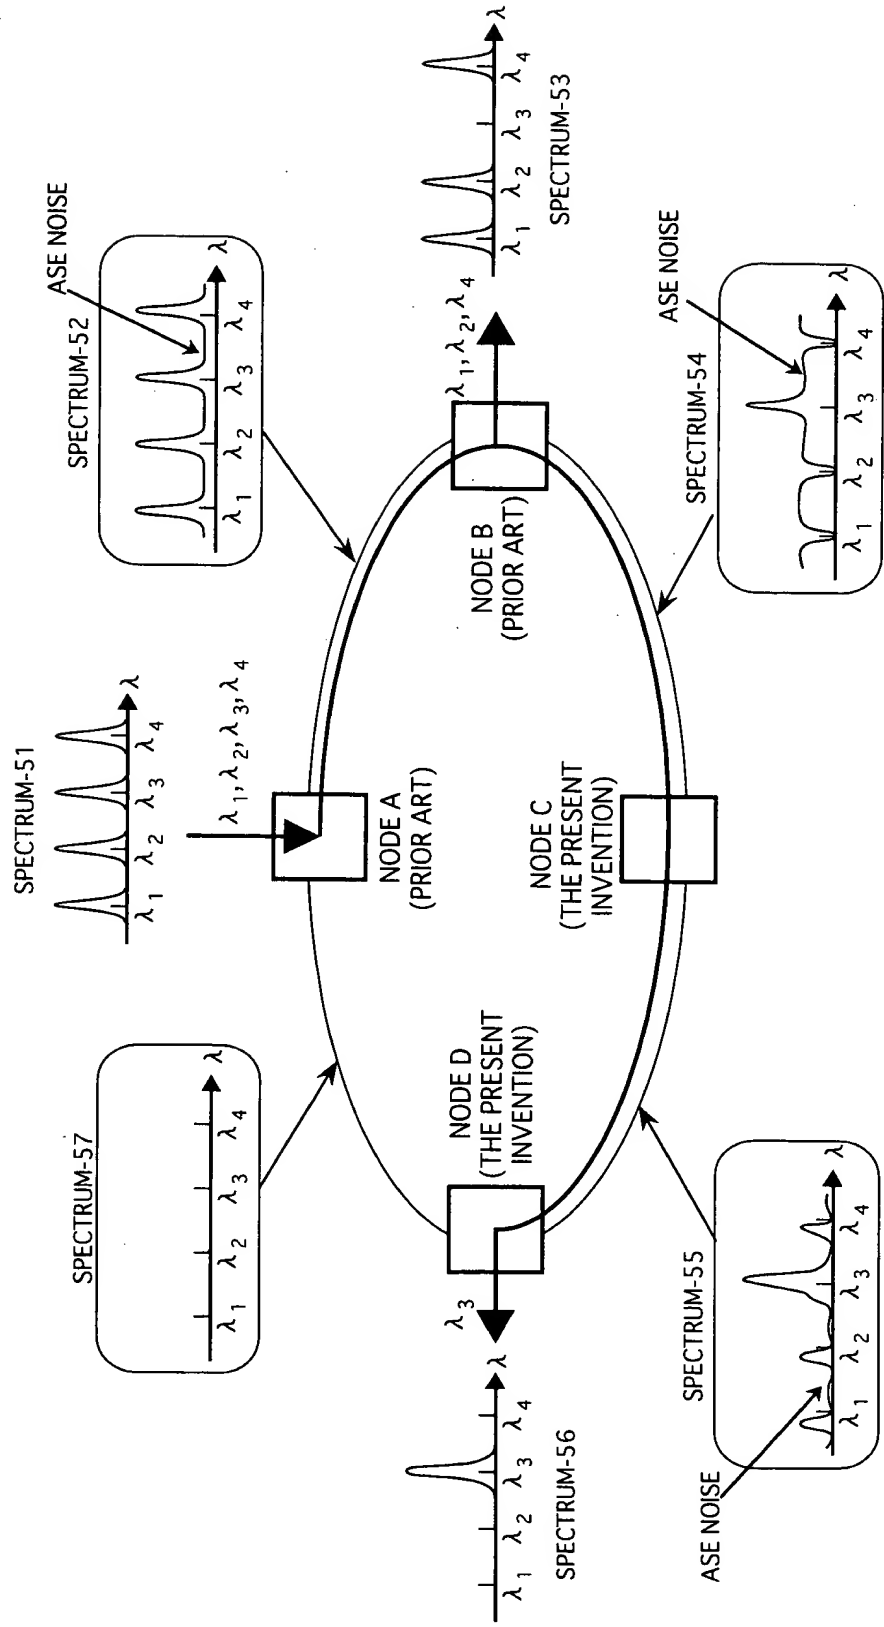 SPECTRUM-51
λ
λ1 λ2 λ3 λ4
λ1, λ2, λ3, λ4
NODE A
(PRIOR ART)
SPECTRUM-52
ASE NOISE
λ
λ1 λ2 λ3 λ4
NODE B
(PRIOR ART)
λ1, λ2, λ4
λ
λ1 λ2 λ3 λ4
SPECTRUM-53
SPECTRUM-54
ASE NOISE
λ
λ1 λ2 λ3 λ4
NODE C
(THE PRESENT
INVENTION)
SPECTRUM-55
ASE NOISE
λ
λ1 λ2 λ3 λ4
NODE D
(THE PRESENT
INVENTION)
λ3
λ
λ1 λ2 λ3 λ4
SPECTRUM-56
SPECTRUM-57
λ
λ1 λ2 λ3 λ4